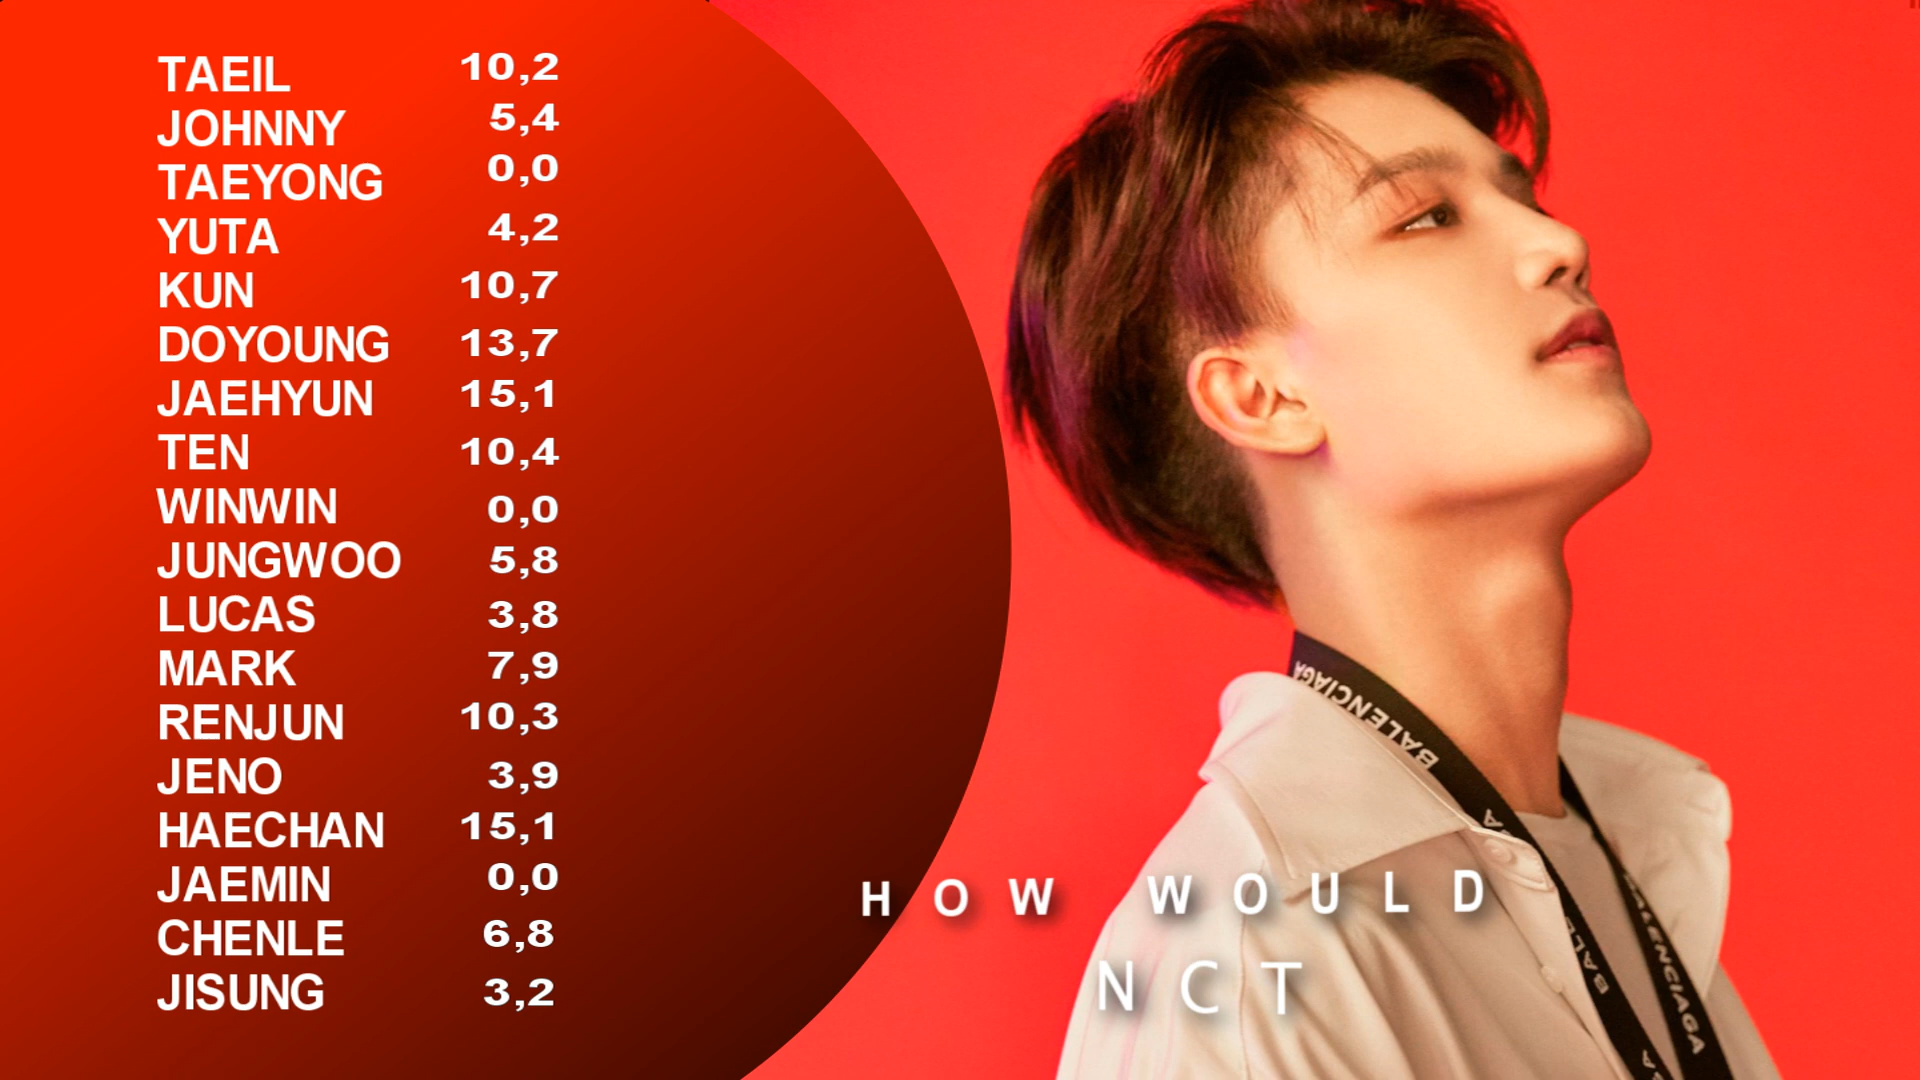 TAEIL 10,2
JOHNNY 5,4
TAEYONG 0,0
YUTA 4,2
KUN 10,7
DOYOUNG 13,7
JAEHYUN 15,1
TEN 10,4
WINWIN 0,0
JUNGWOO 5,8
LUCAS 3,8
MARK 7,9
RENJUN 10,3
JENO 3,9
HAECHAN 15,1
JAEMIN 0,0
CHENLE 6,8
JISUNG 3,2
HOW WOULD
NCT
BALENCIAGA
BALENCIAGA